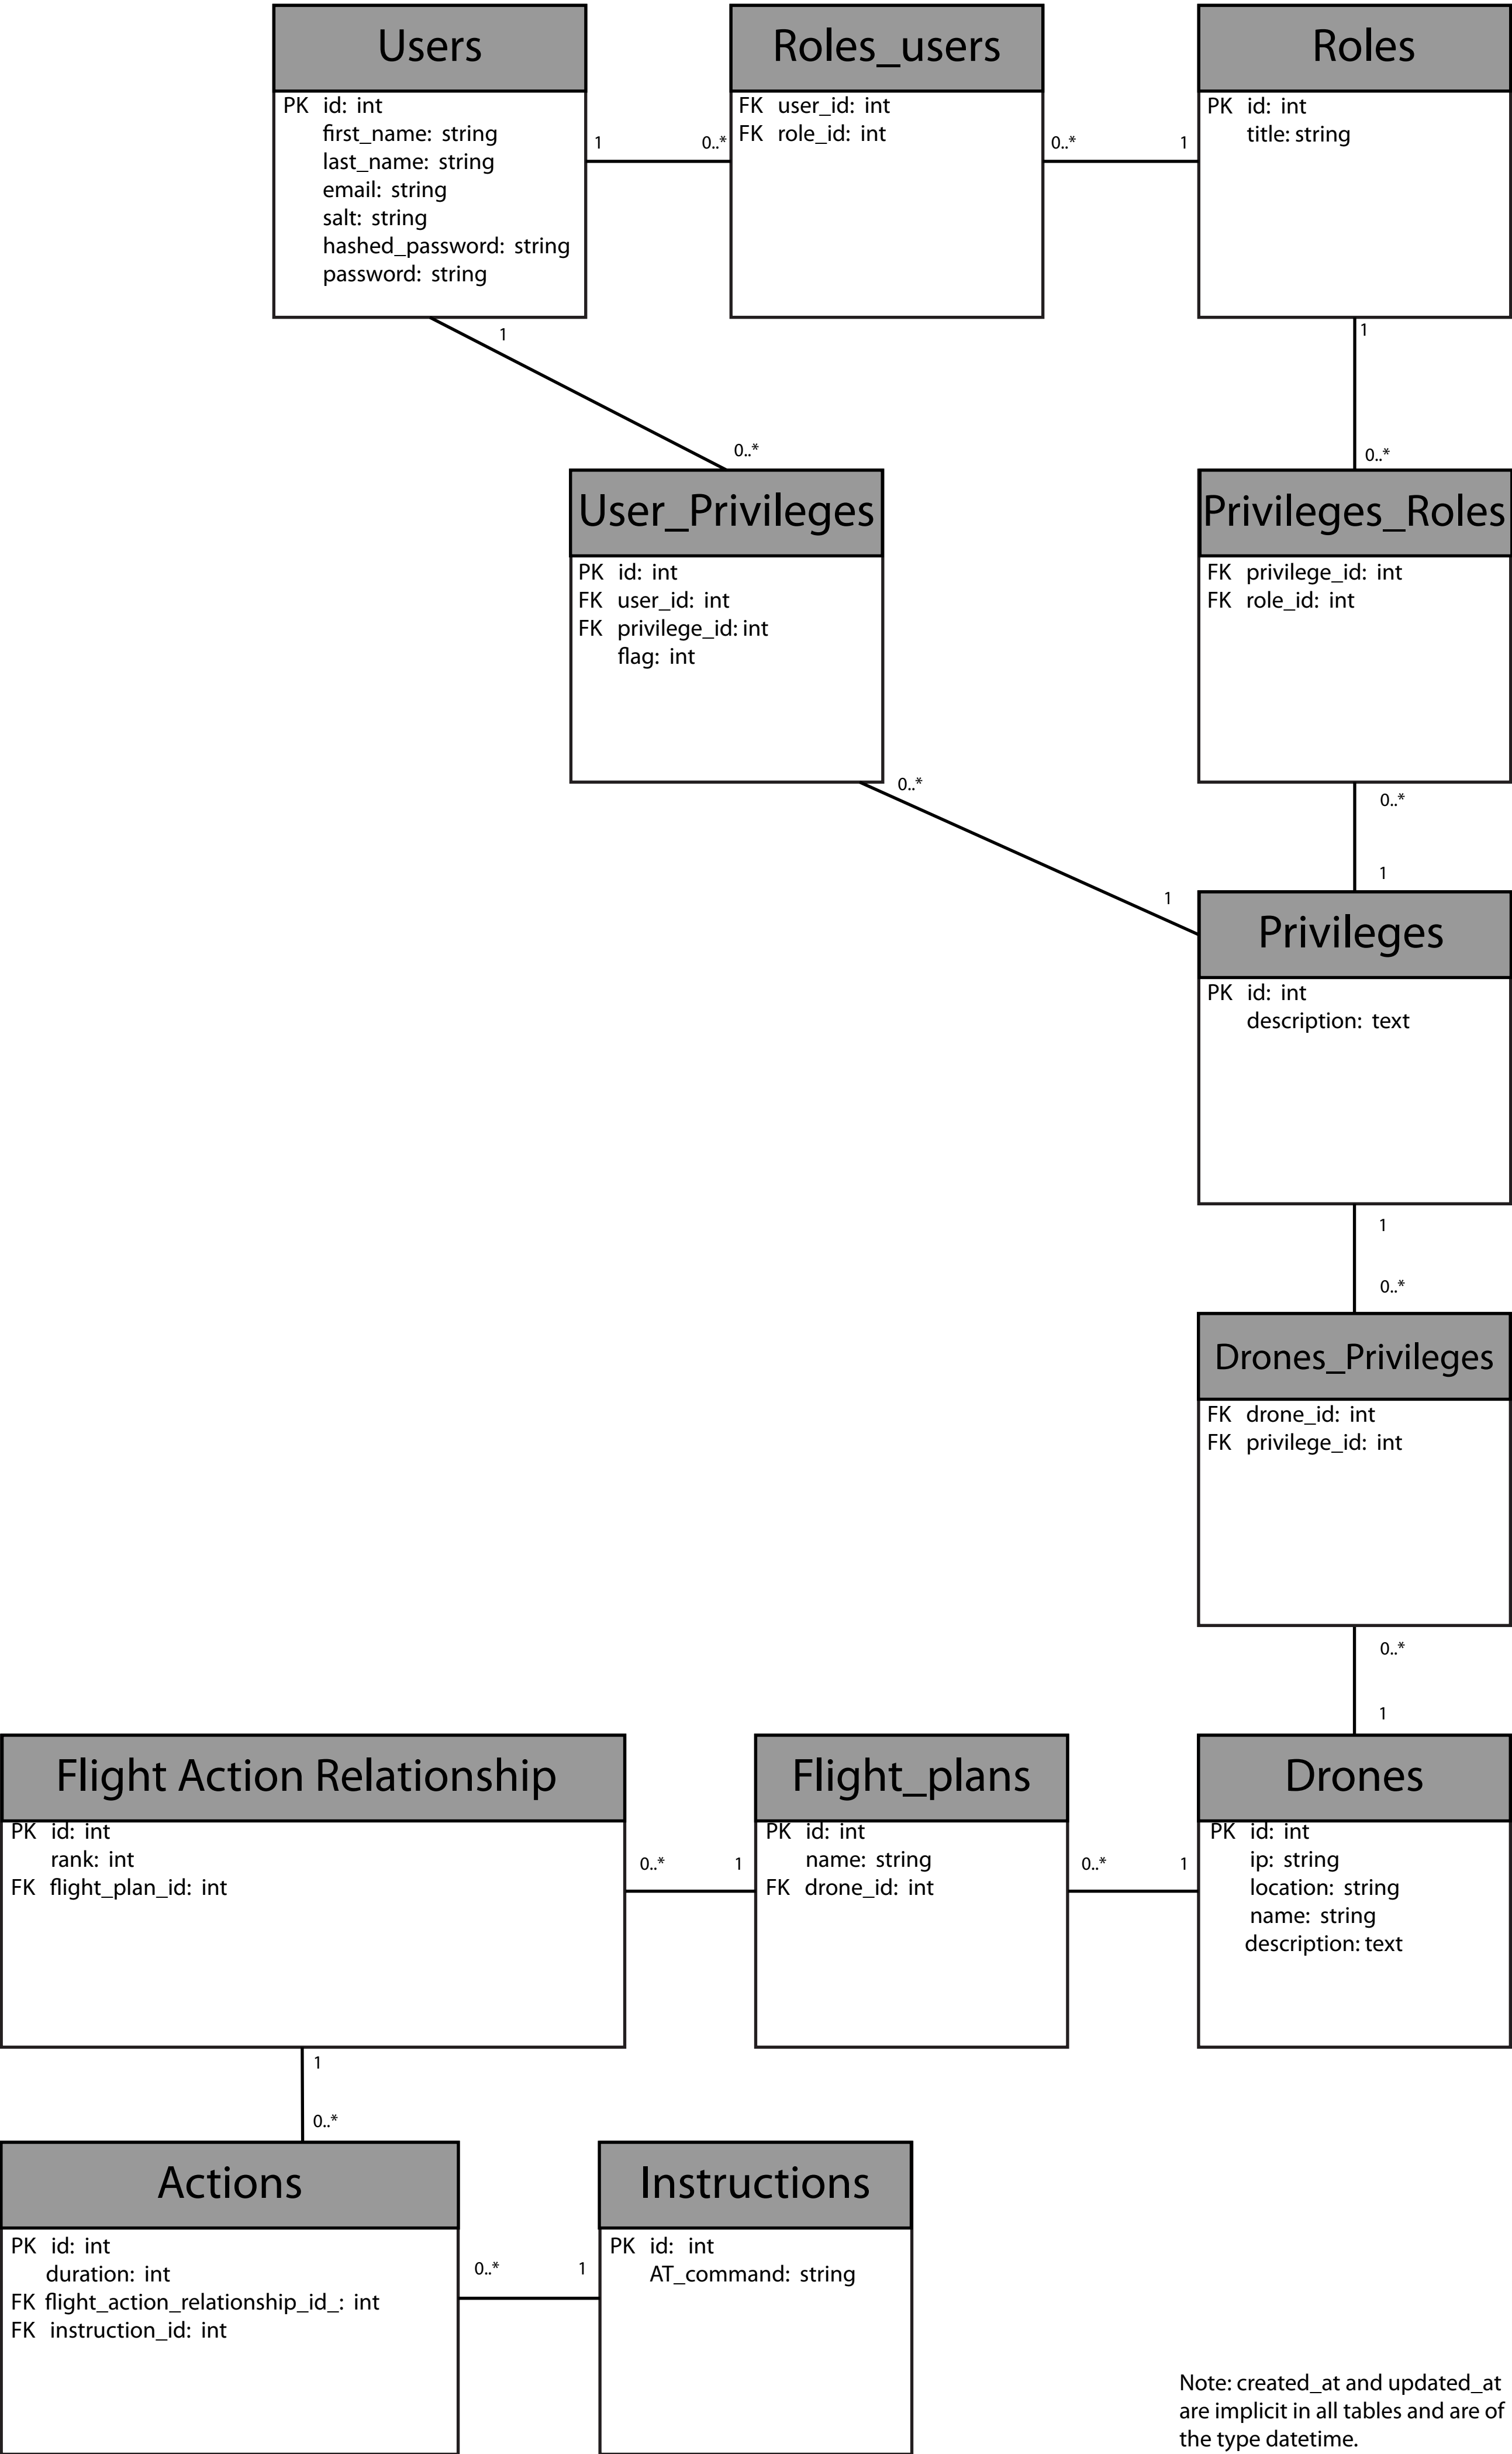 Users
PK id: int
first_name: string
last_name: string
email: string
salt: string
hashed_password: string
password: string
1
0..*
Roles_users
FK user_id: int
FK role_id: int
0..*
1
Roles
PK id: int
title: string
1
0..*
1
0..*
User_Privileges
PK id: int
FK user_id: int
FK privilege_id: int
flag: int
Privileges_Roles
FK privilege_id: int
FK role_id: int
0..*
1
0..*
1
Privileges
PK id: int
description: text
1
0..*
Drones_Privileges
FK drone_id: int
FK privilege_id: int
0..*
1
Flight Action Relationship
PK id: int
rank: int
FK flight_plan_id: int
0..*
1
Flight_plans
PK id: int
name: string
FK drone_id: int
0..*
1
Drones
PK id: int
ip: string
location: string
name: string
description: text
1
0..*
Actions
PK id: int
duration: int
FK flight_action_relationship_id_: int
FK instruction_id: int
0..*
1
Instructions
PK id: int
AT_command: string
Note: created_at and updated_at
are implicit in all tables and are of
the type datetime.